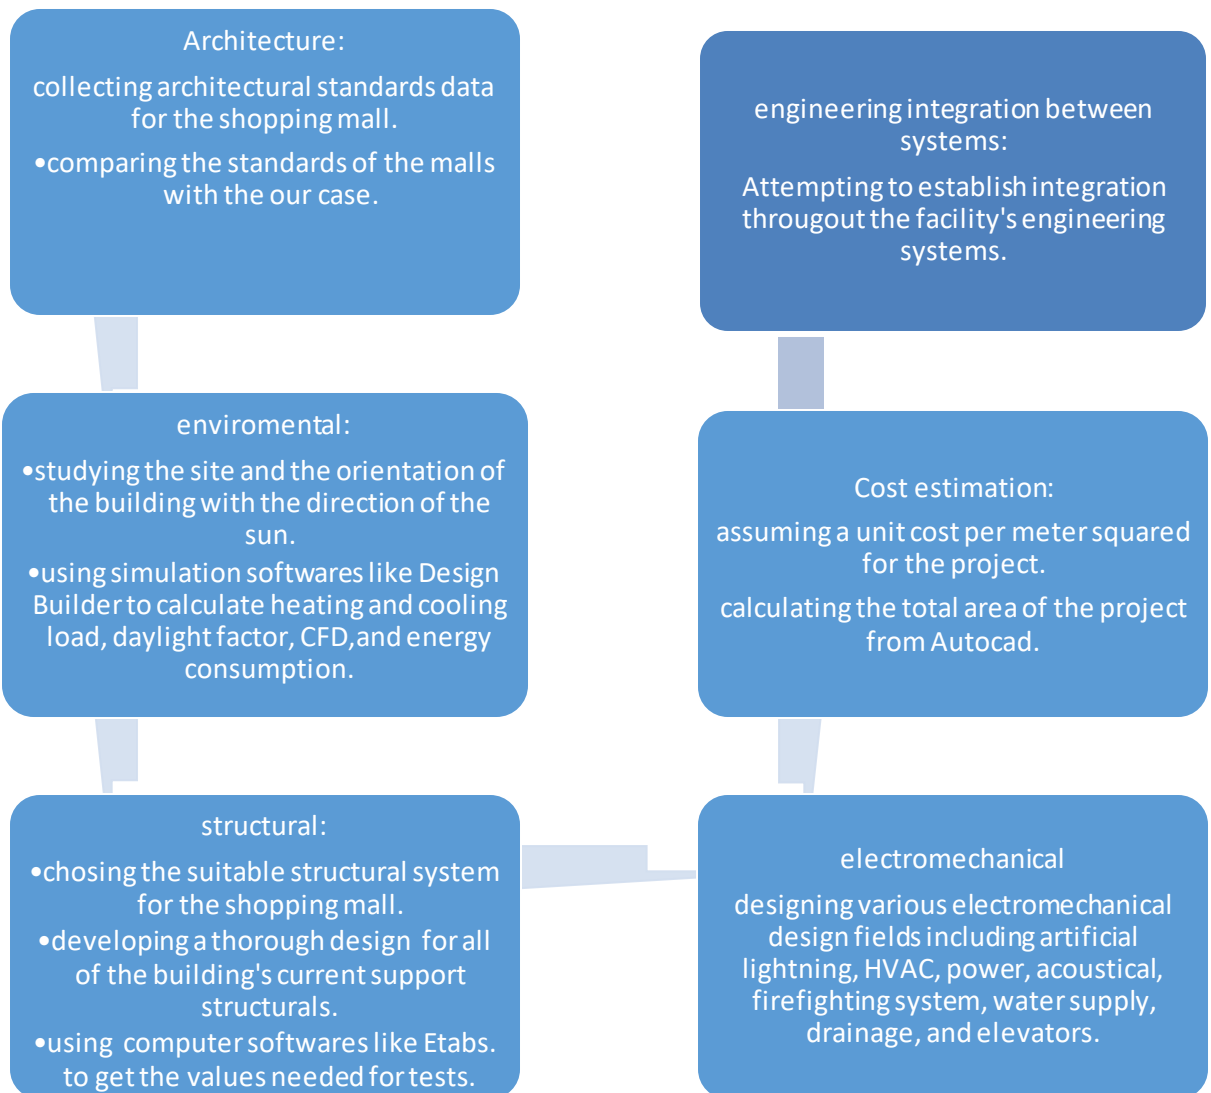 Architecture:
collecting architectural standards data
for the shopping mall.
•comparing the standards of the malls
with the our case.
enviromental:
•studying the site and the orientation of
the building with the direction of the
sun.
•using simulation softwares like Design
Builder to calculate heating and cooling
load, daylight factor, CFD,and energy
consumption.
structural:
•chosing the suitable structural system
for the shopping mall.
•developing a thorough design for all
of the building's current support
structurals.
•using computer softwares like Etabs.
to get the values needed for tests.
electromechanical
designing various electromechanical
design fields including artificial
lightning, HVAC, power, acoustical,
firefighting system, water supply,
drainage, and elevators.
Cost estimation:
assuming a unit cost per meter squared
for the project.
calculating the total area of the project
from Autocad.
engineering integration between
systems:
Attempting to establish integration
througout the facility's engineering
systems.